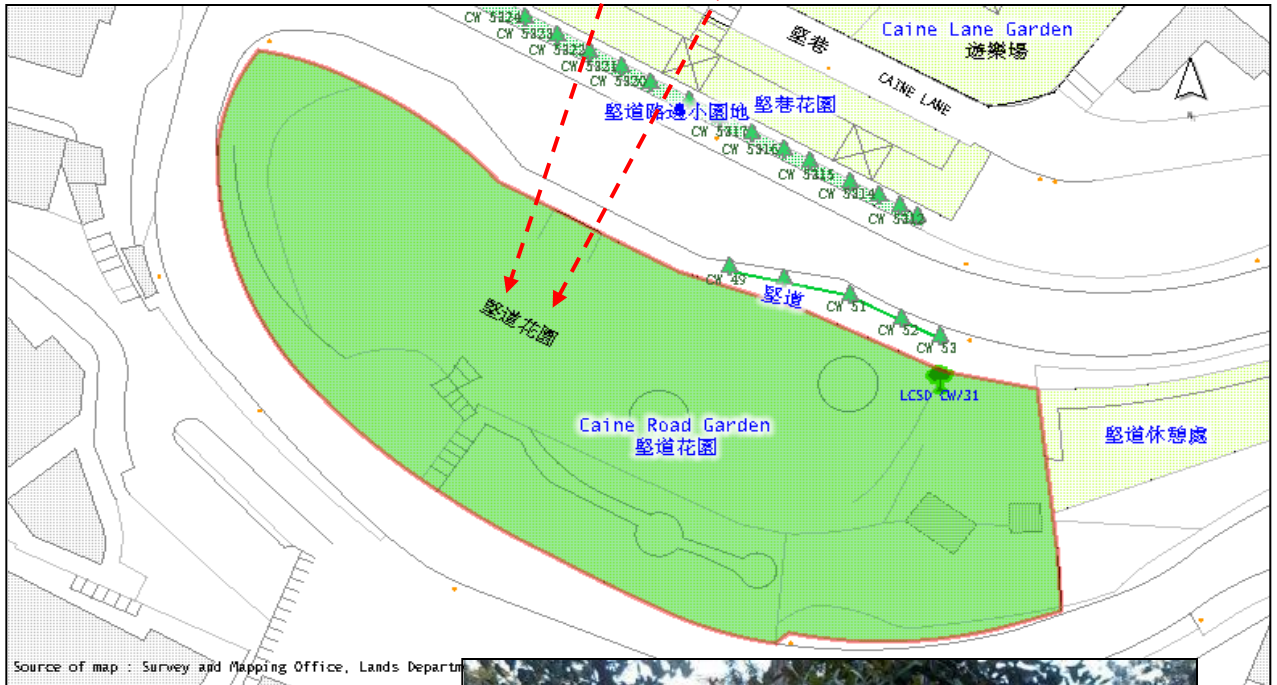 CW 5324
CW 5323
CW 5322
CW 5321
CW 5320
堅巷
Caine Lane Garden
遊樂場
CAINE LANE
堅道路邊小園地
堅巷花園
CW 5317
CW 5316
CW 5315
CW 5314
CW 5312
N
CW 49
堅道
CW 51
CW 52
CW 53
堅道花園
LCSD CW/31
Caine Road Garden
堅道花園
堅道休憩處
Source of map : Survey and Mapping Office, Lands Departm